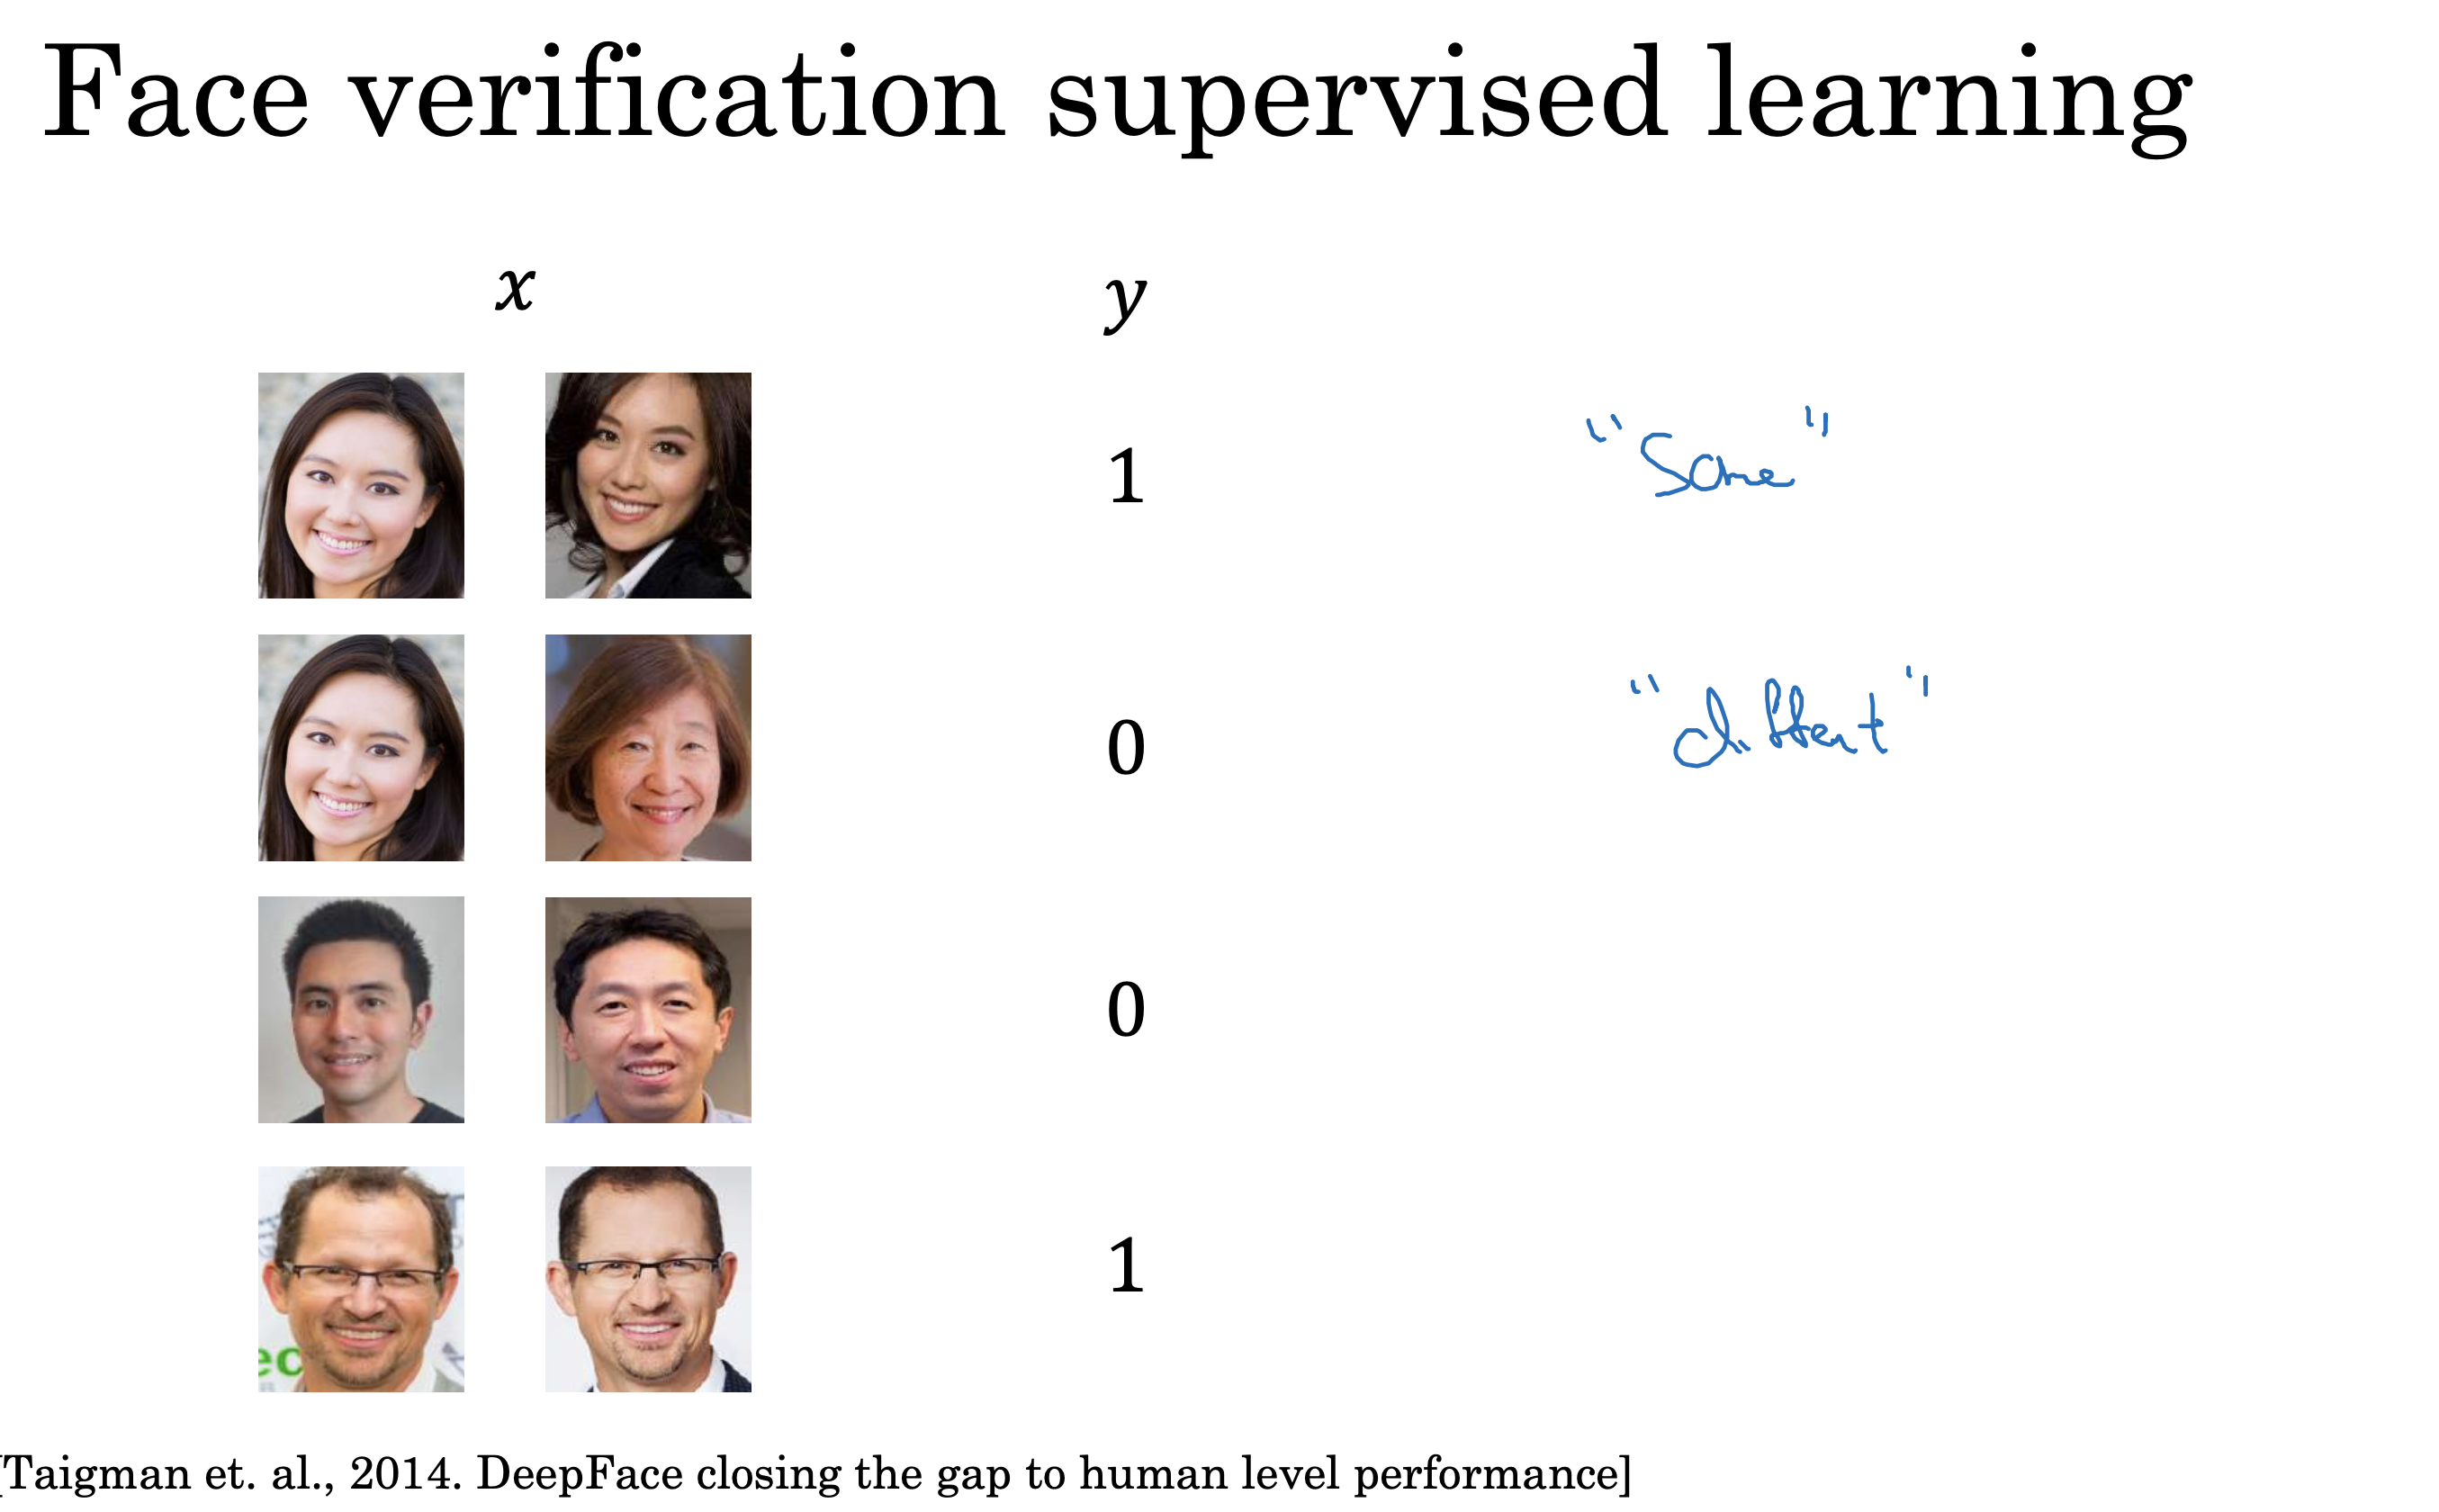 Face verification supervised learning
x y
1 "Same"
0 "different"
0
ec
1
[Taigman et. al., 2014. DeepFace closing the gap to human level performance]